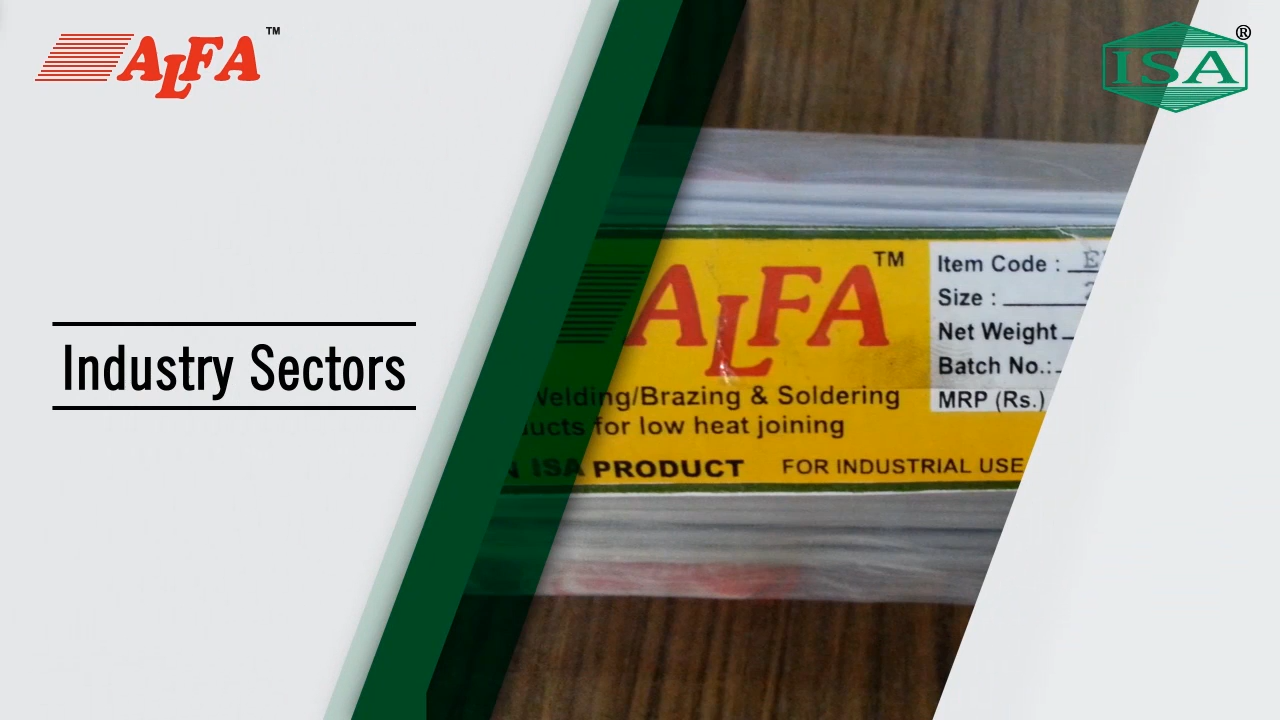 ALFA™
ISA®
Industry Sectors
ALFA™
Welding/Brazing & Soldering
for low heat joining
ISA PRODUCT FOR INDUSTRIAL USE
Item Code :
Size :
Net Weight
Batch No.:
MRP (Rs.)